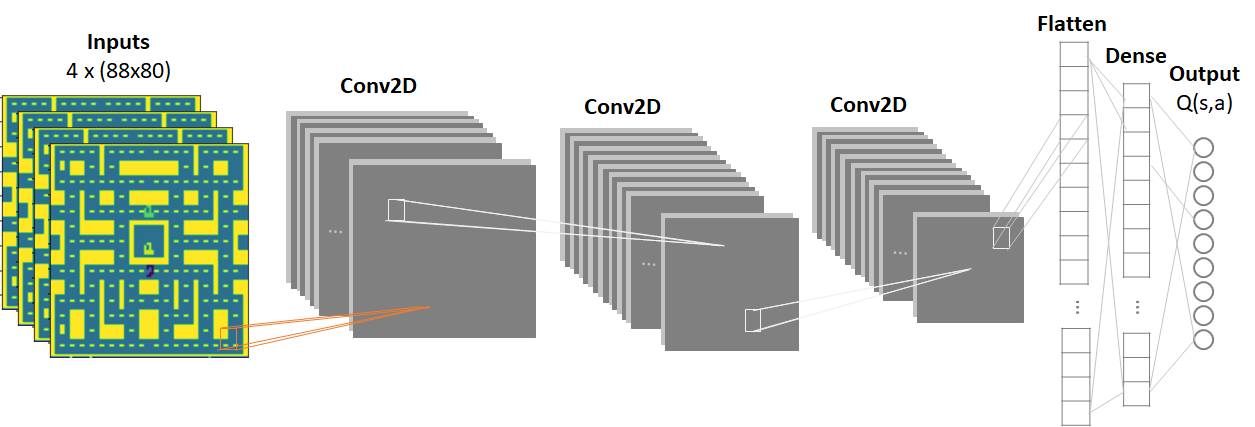 Inputs
4 x (88x80)
Conv2D
...
Conv2D
...
Conv2D
...
Flatten
Dense
Output
Q(s,a)